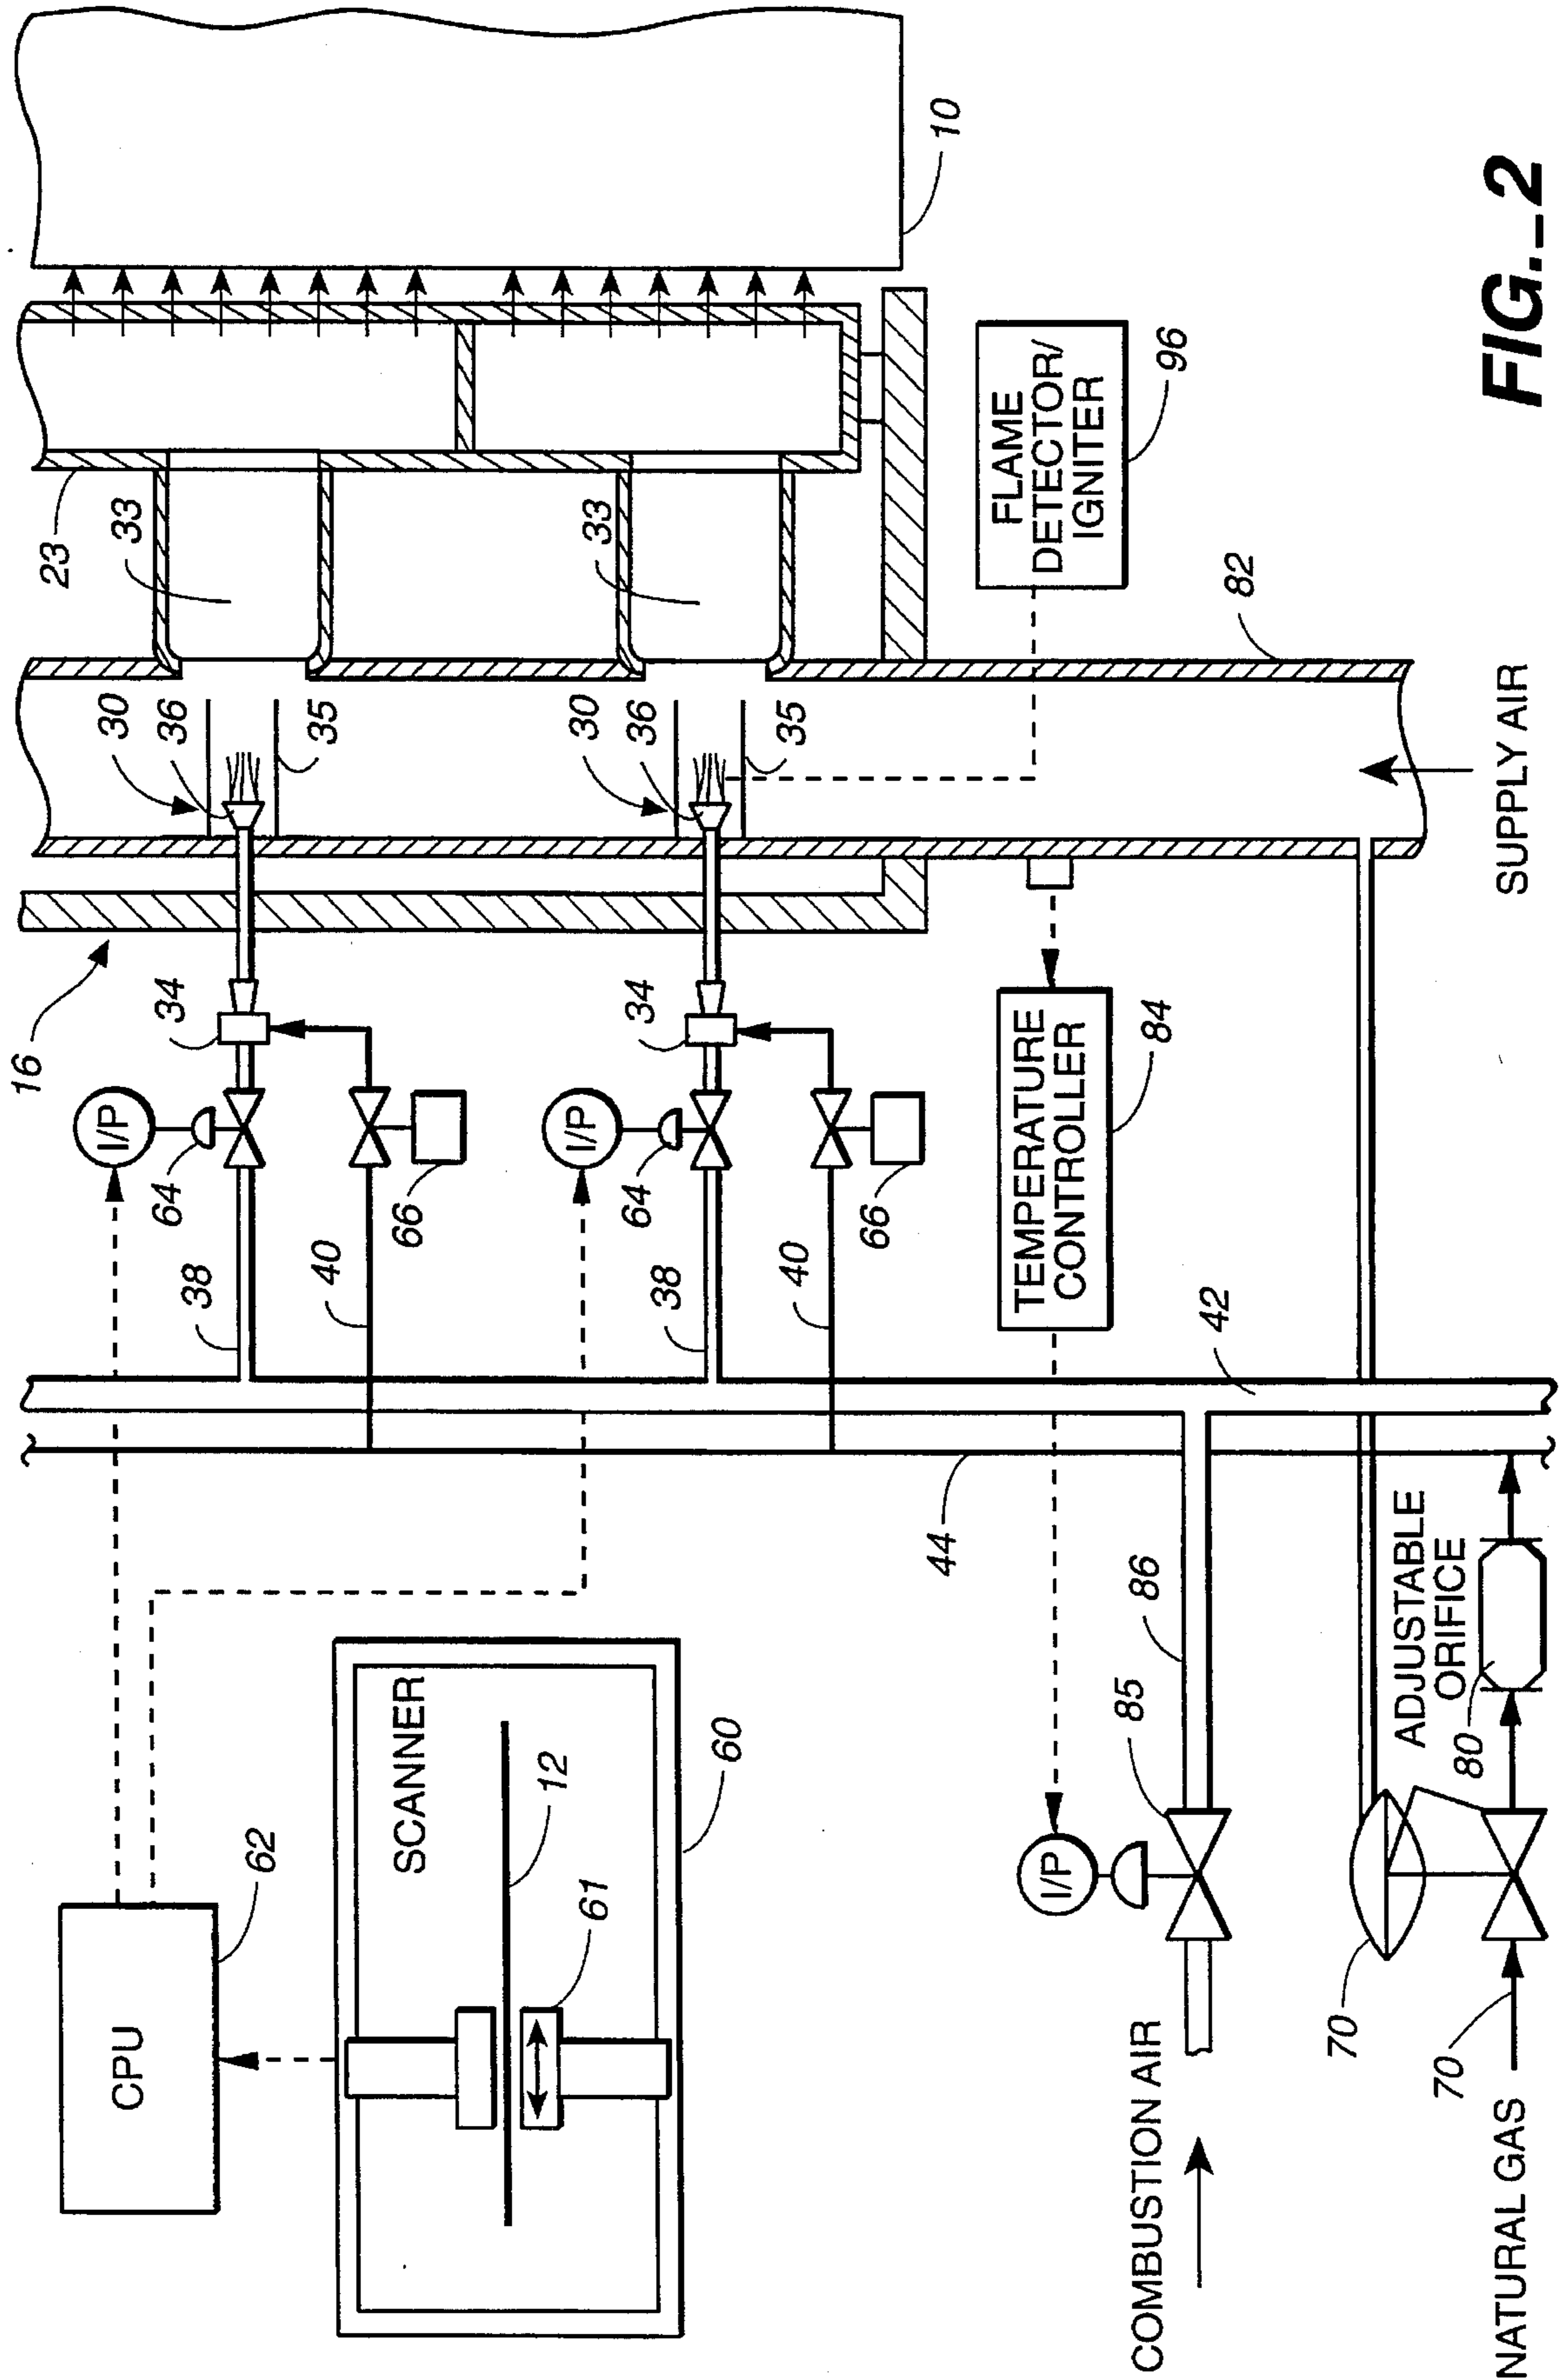 CPU
62
SCANNER
12
61
60
I/P
64
38
40
66
34
16
30
36
35
33
23
10
I/P
64
38
40
66
34
30
36
35
33
FLAME
DETECTOR/
IGNITER
96
TEMPERATURE
CONTROLLER
84
82
SUPPLY AIR
42
44
86
85
I/P
COMBUSTION AIR
70
70
NATURAL GAS
ADJUSTABLE
ORIFICE
80
FIG._2